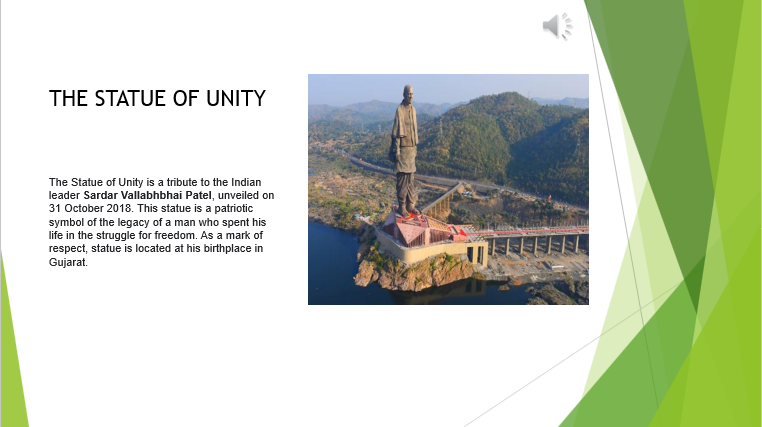 THE STATUE OF UNITY
The Statue of Unity is a tribute to the Indian
leader Sardar Vallabhbhai Patel, unveiled on
31 October 2018. This statue is a patriotic
symbol of the legacy of a man who spent his
life in the struggle for freedom. As a mark of
respect, statue is located at his birthplace in
Gujarat.